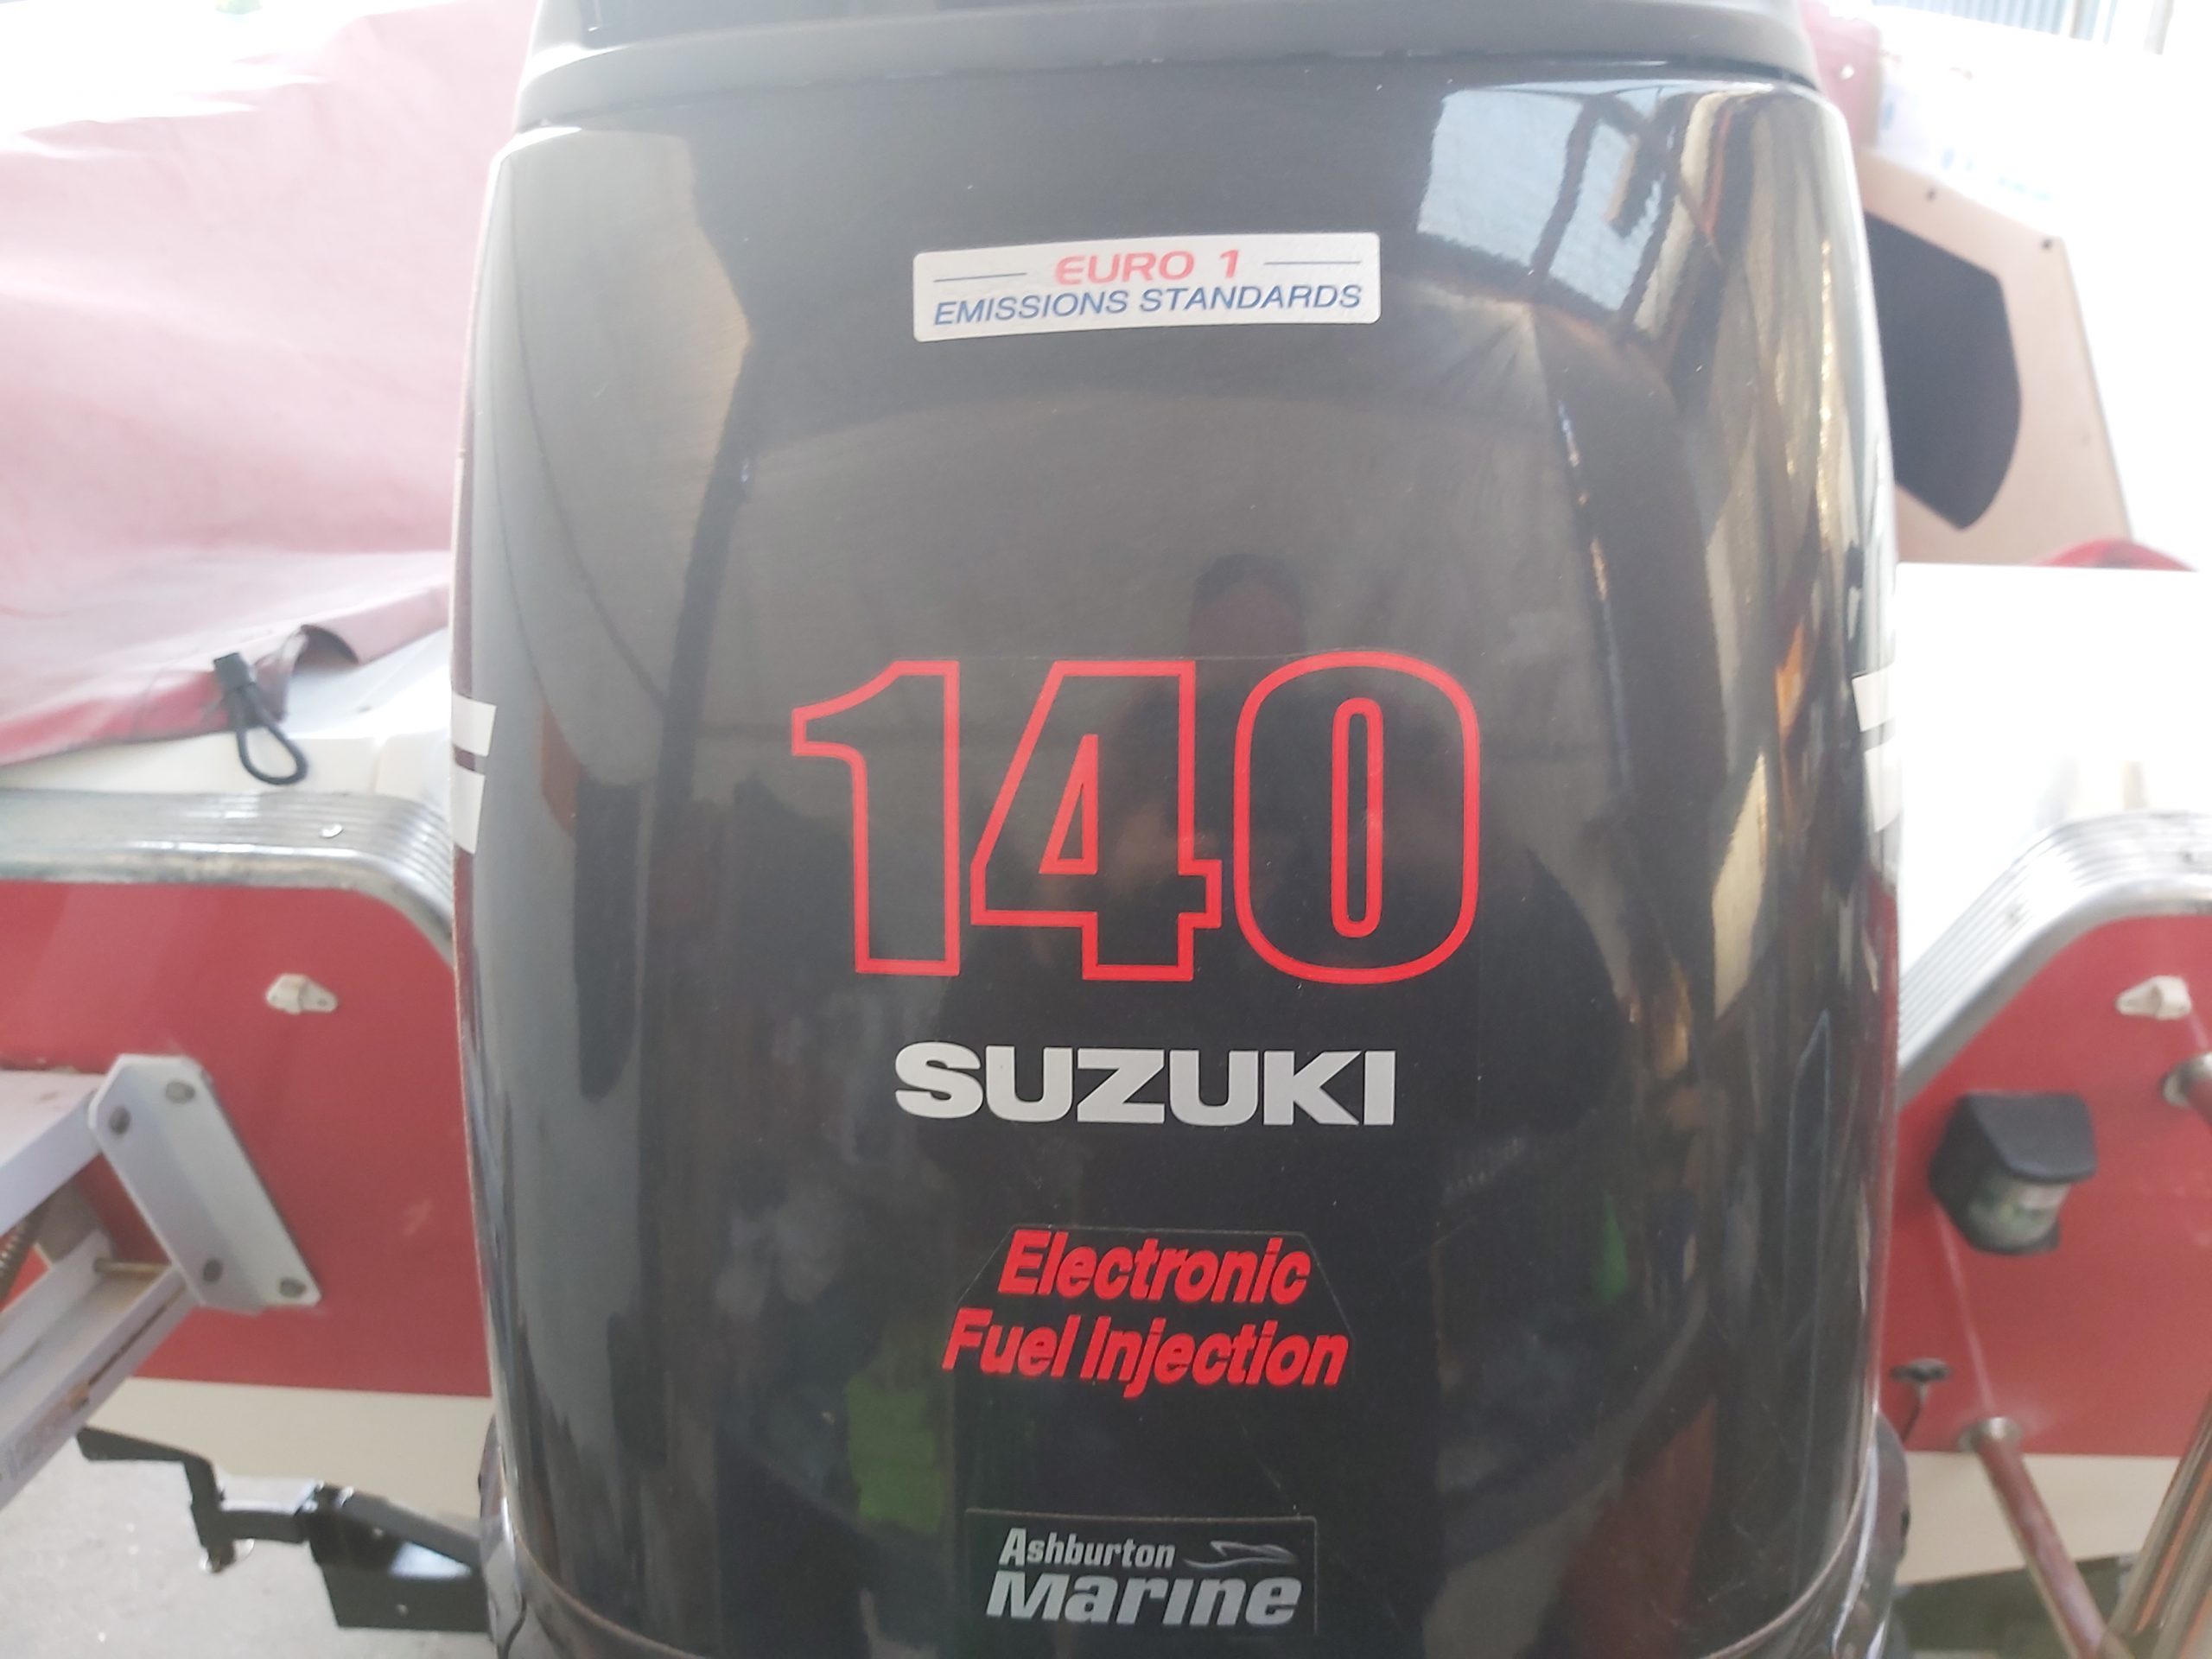 EURO 1
EMISSIONS STANDARDS
140
SUZUKI
Electronic
Fuel Injection
Ashburton
Marine